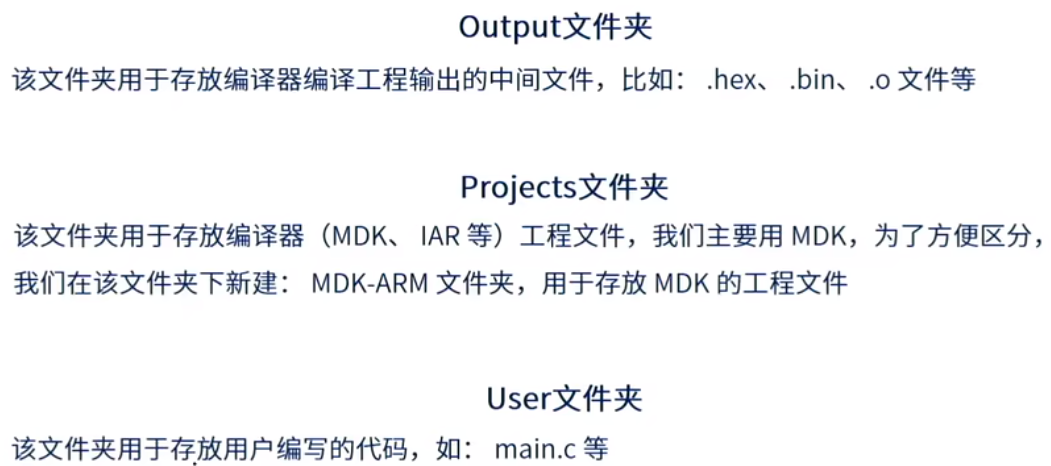 Output文件夹
该文件夹用于存放编译器编译工程输出的中间文件，比如： .hex、 .bin、 .o 文件等
Projects文件夹
该文件夹用于存放编译器（MDK、 IAR 等）工程文件，我们主要用 MDK，为了方便区分，
我们在该文件夹下新建： MDK-ARM 文件夹，用于存放 MDK 的工程文件
User文件夹
该文件夹用于存放用户编写的代码，如： main.c 等